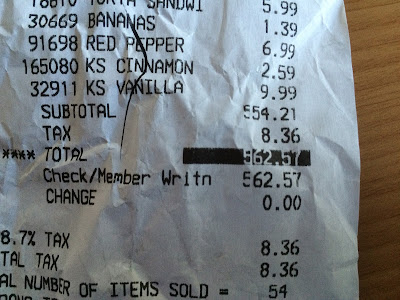 TORTA SANDWI 5.99
30669 BANANAS 1.39
91698 RED PEPPER 6.99
165080 KS CINNAMON 2.59
32911 KS VANILLA 9.99
SUBTOTAL 554.21
TAX 8.36
**** TOTAL 562.57
Check/Member Writn 562.57
CHANGE 0.00
8.7% TAX 8.36
TAL TAX 8.36
AL NUMBER OF ITEMS SOLD = 54